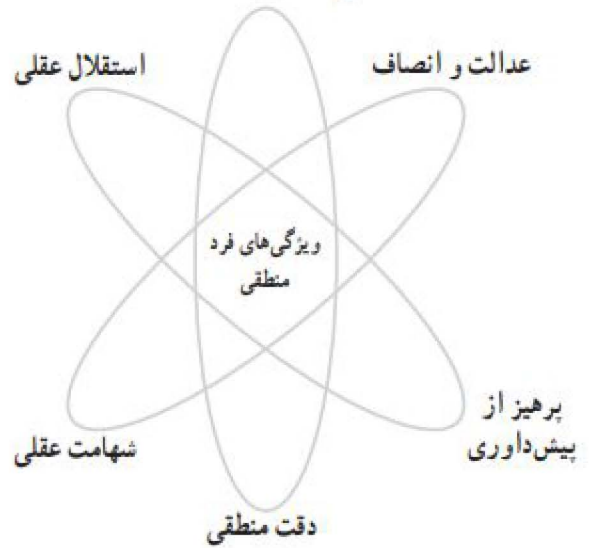 عدالت و انصاف
استقلال عقلی
ویژگی‌های فرد
منطقی
پرهیز از
پیش‌داوری
شهامت عقلی
دقت منطقی